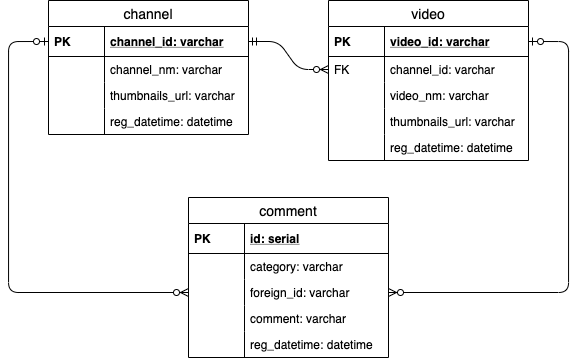 channel
PK channel_id: varchar
channel_nm: varchar
thumbnails_url: varchar
reg_datetime: datetime
video
PK video_id: varchar
FK channel_id: varchar
video_nm: varchar
thumbnails_url: varchar
reg_datetime: datetime
comment
PK id: serial
category: varchar
foreign_id: varchar
comment: varchar
reg_datetime: datetime